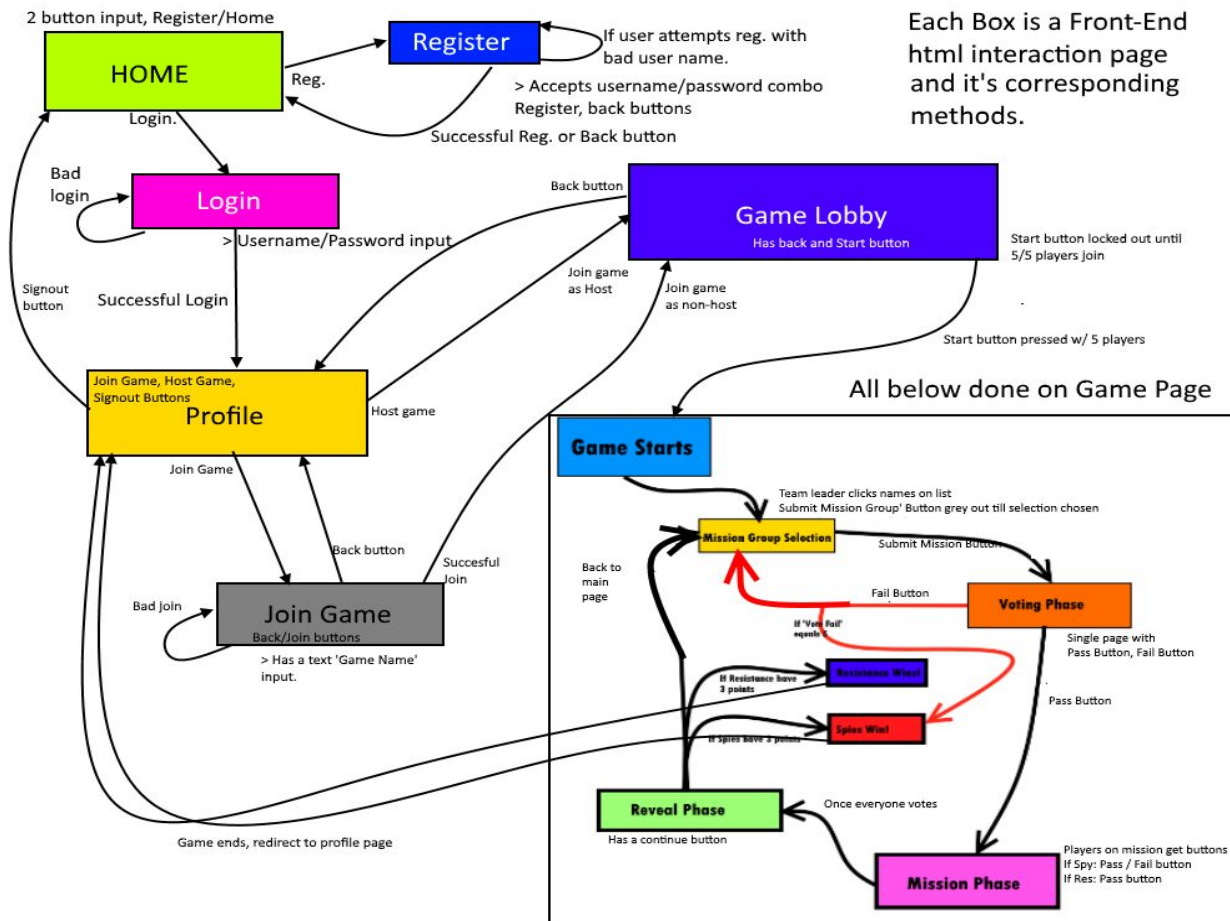 2 button input, Register/Home
HOME
Reg.
Login.
Register
If user attempts reg. with
bad user name.
> Accepts username/password combo
Register, back buttons
Successful Reg. or Back button
Each Box is a Front-End
html interaction page
and it's corresponding
methods.
Bad
login
Login
> Username/Password input
Successful Login
Signout
button
Back button
Game Lobby
Has back and Start button
Start button locked out until
5/5 players join
.
Join game
as Host
Join game
as non-host
Start button pressed w/ 5 players
Join Game, Host Game,
Signout Buttons
Profile
Host game
Join Game
Back button
Succesful
Join
Bad join
Join Game
Back/Join buttons
> Has a text 'Game Name'
input.
Game ends, redirect to profile page
All below done on Game Page
Game Starts
Team leader clicks names on list
Submit Mission Group' Button grey out till selection chosen
Mission Group Selection
Submit Mission Button
Back to
main
page
Fail Button
Voting Phase
If 'Vote Fail'
equals 5
Single page with
Pass Button, Fail Button
Pass Button
If Resistance have
3 points
Resistance Wins!
If Spies have 3 points
Spies Win!
Reveal Phase
Has a continue button
Once everyone votes
Mission Phase
Players on mission get buttons
If Spy: Pass / Fail button
If Res: Pass button